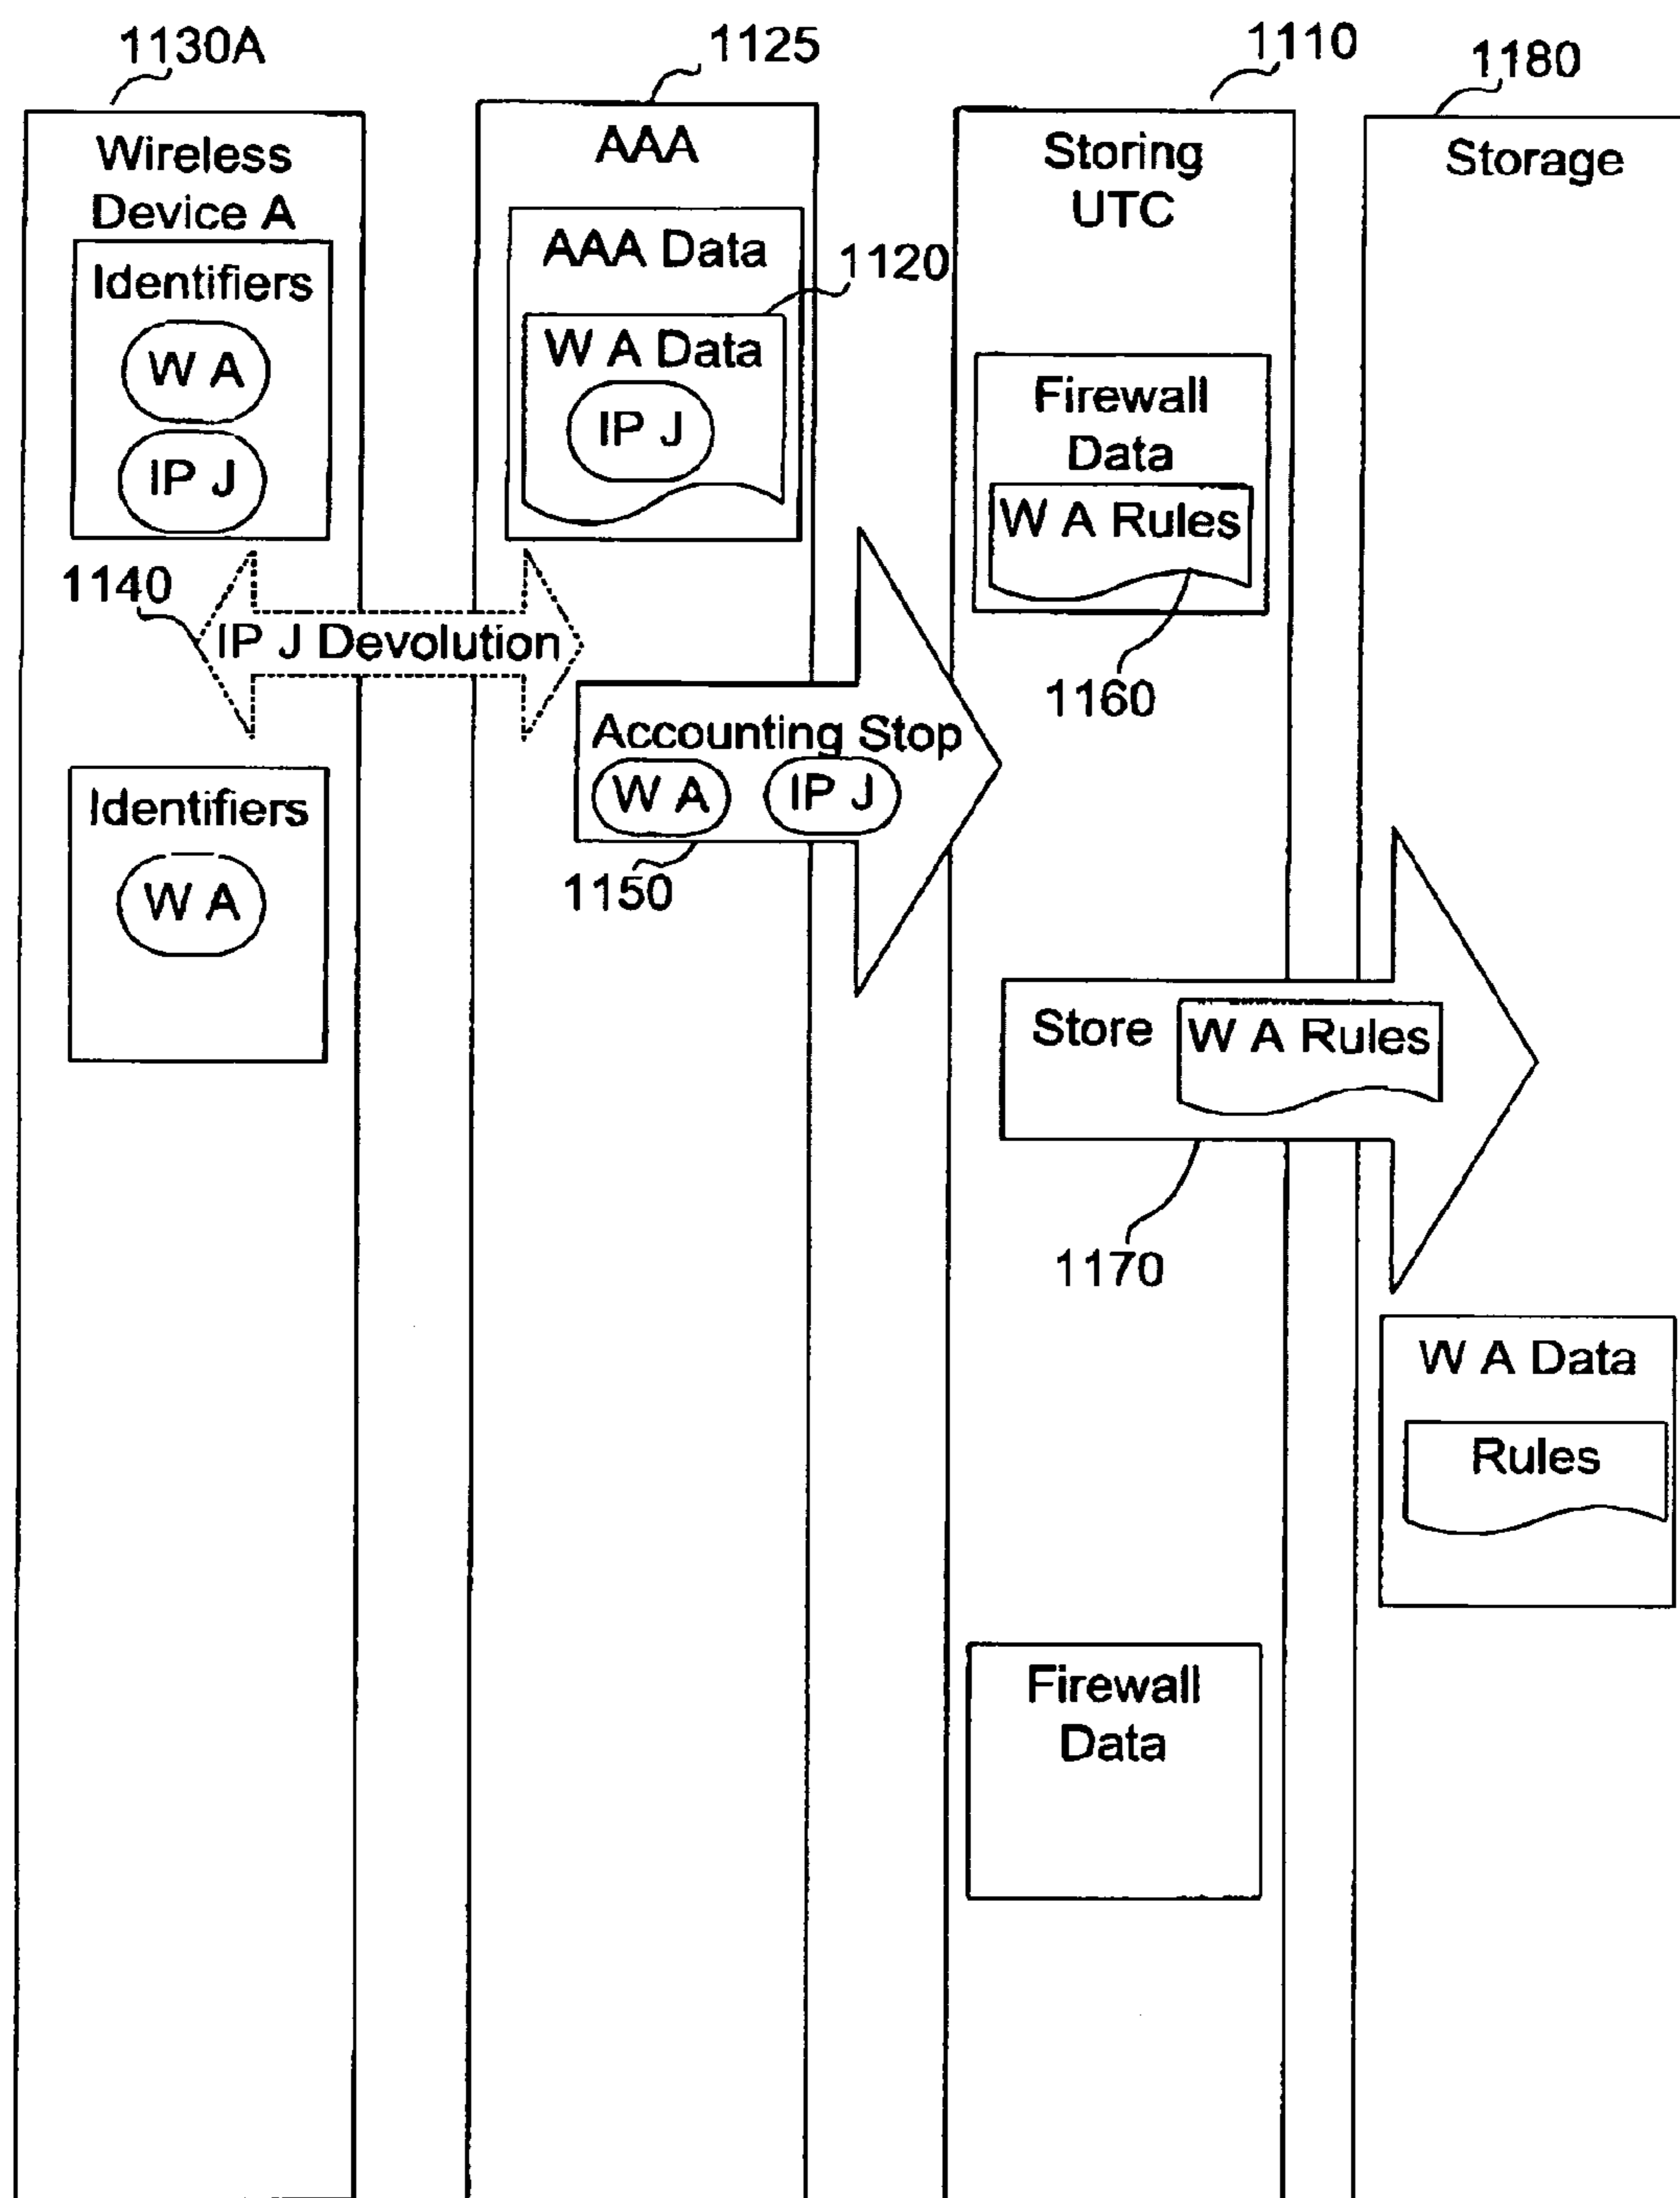 1130A
1125
1110
1180
Wireless
Device A
Identifiers
W A
IP J
AAA
AAA Data
1120
W A Data
IP J
Storing
UTC
Firewall
Data
W A Rules
1160
Storage
1140
IP J Devolution
Accounting Stop
W A
IP J
1150
Identifiers
W A
Store
W A Rules
1170
W A Data
Rules
Firewall
Data